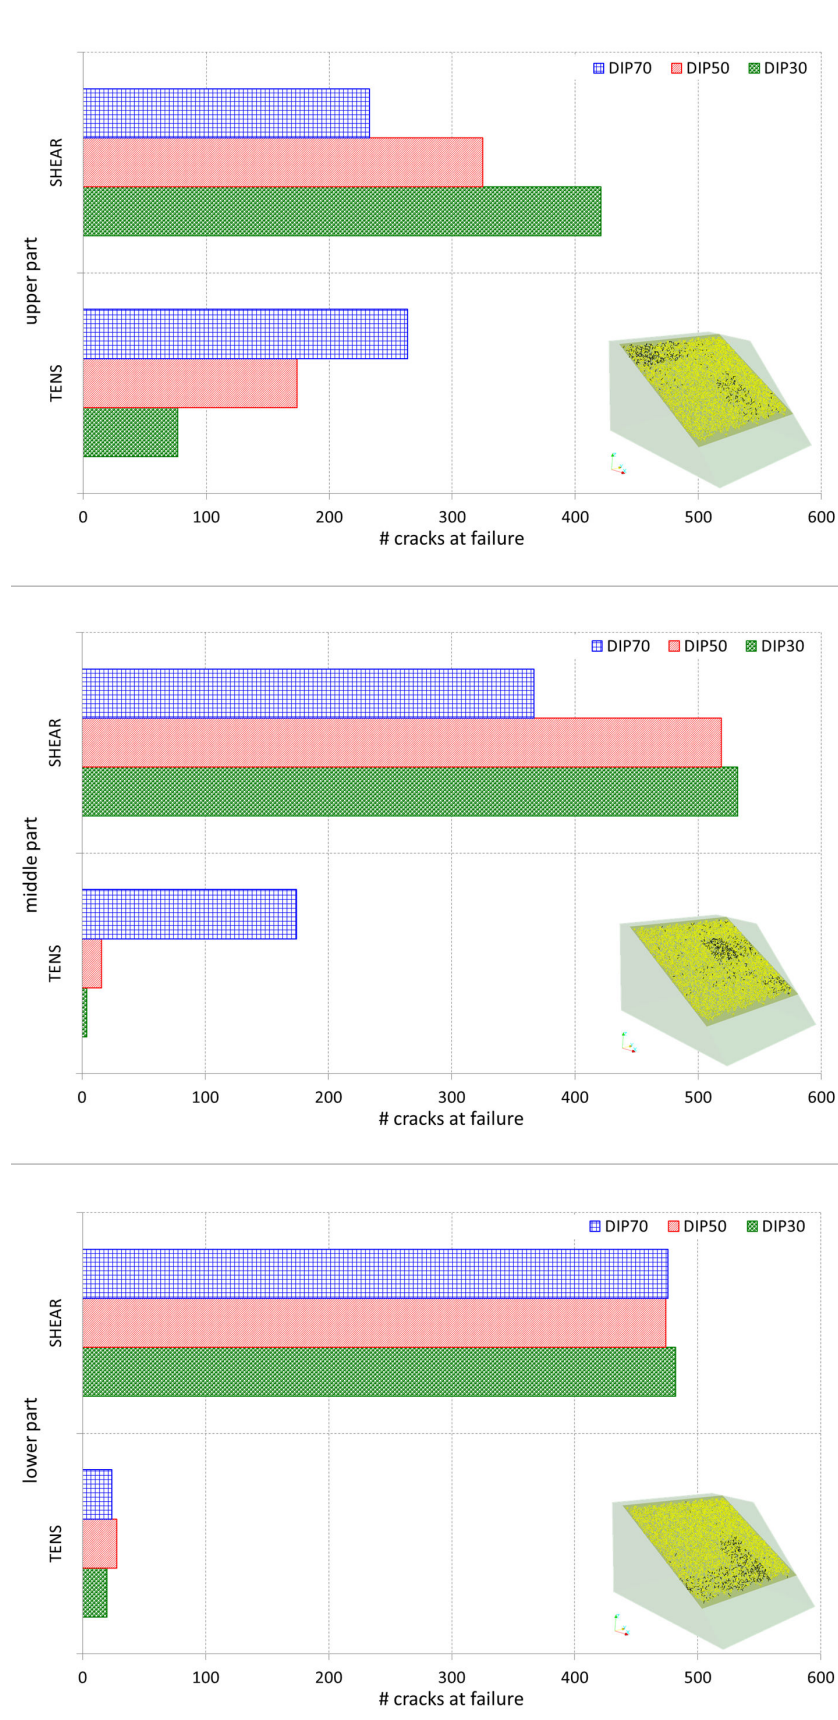 DIP70 DIP50 DIP30
SHEAR
upper part
TENS
0 100 200 300 400 500 600
# cracks at failure
DIP70 DIP50 DIP30
SHEAR
middle part
TENS
0 100 200 300 400 500 600
# cracks at failure
DIP70 DIP50 DIP30
SHEAR
lower part
TENS
0 100 200 300 400 500 600
# cracks at failure